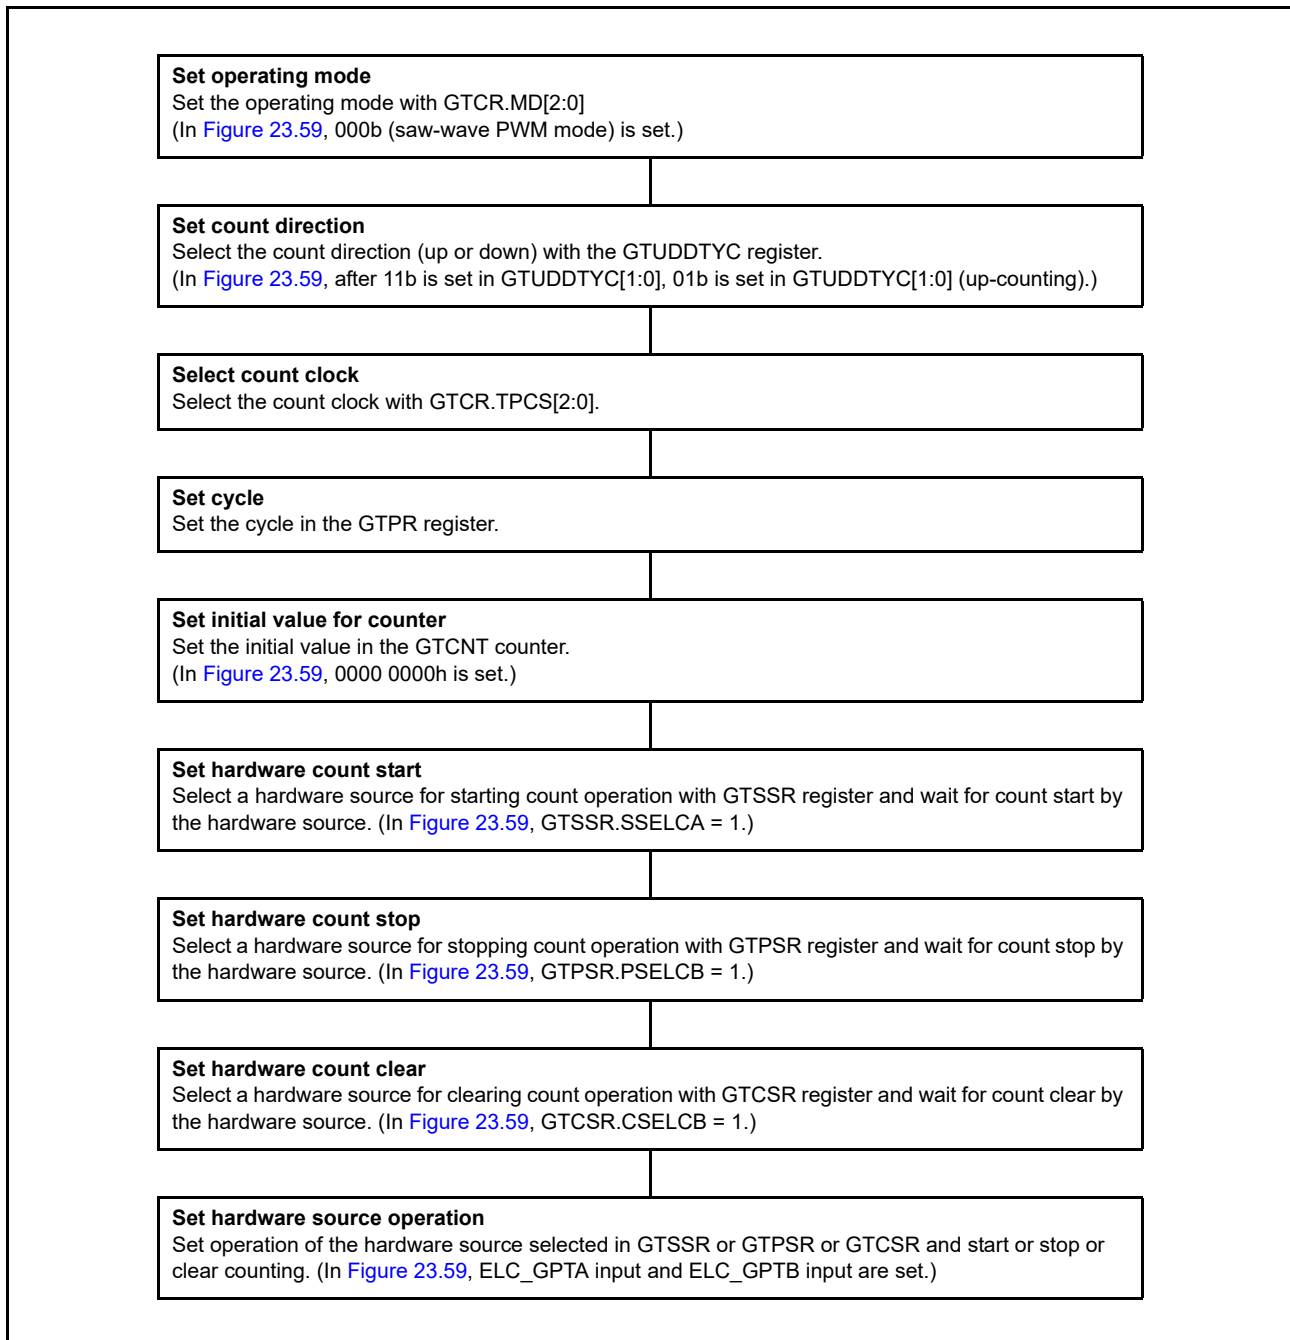 Set operating mode
Set the operating mode with GTCR.MD[2:0]
(In Figure 23.59, 000b (saw-wave PWM mode) is set.)
Set count direction
Select the count direction (up or down) with the GTUDDTYC register.
(In Figure 23.59, after 11b is set in GTUDDTYC[1:0], 01b is set in GTUDDTYC[1:0] (up-counting).)
Select count clock
Select the count clock with GTCR.TPCS[2:0].
Set cycle
Set the cycle in the GTPR register.
Set initial value for counter
Set the initial value in the GTCNT counter.
(In Figure 23.59, 0000 0000h is set.)
Set hardware count start
Select a hardware source for starting count operation with GTSSR register and wait for count start by
the hardware source. (In Figure 23.59, GTSSR.SSELCA = 1.)
Set hardware count stop
Select a hardware source for stopping count operation with GTPSR register and wait for count stop by
the hardware source. (In Figure 23.59, GTPSR.PSELCB = 1.)
Set hardware count clear
Select a hardware source for clearing count operation with GTCSR register and wait for count clear by
the hardware source. (In Figure 23.59, GTCSR.CSELCB = 1.)
Set hardware source operation
Set operation of the hardware source selected in GTSSR or GTPSR or GTCSR and start or stop or
clear counting. (In Figure 23.59, ELC_GPTA input and ELC_GPTB input are set.)